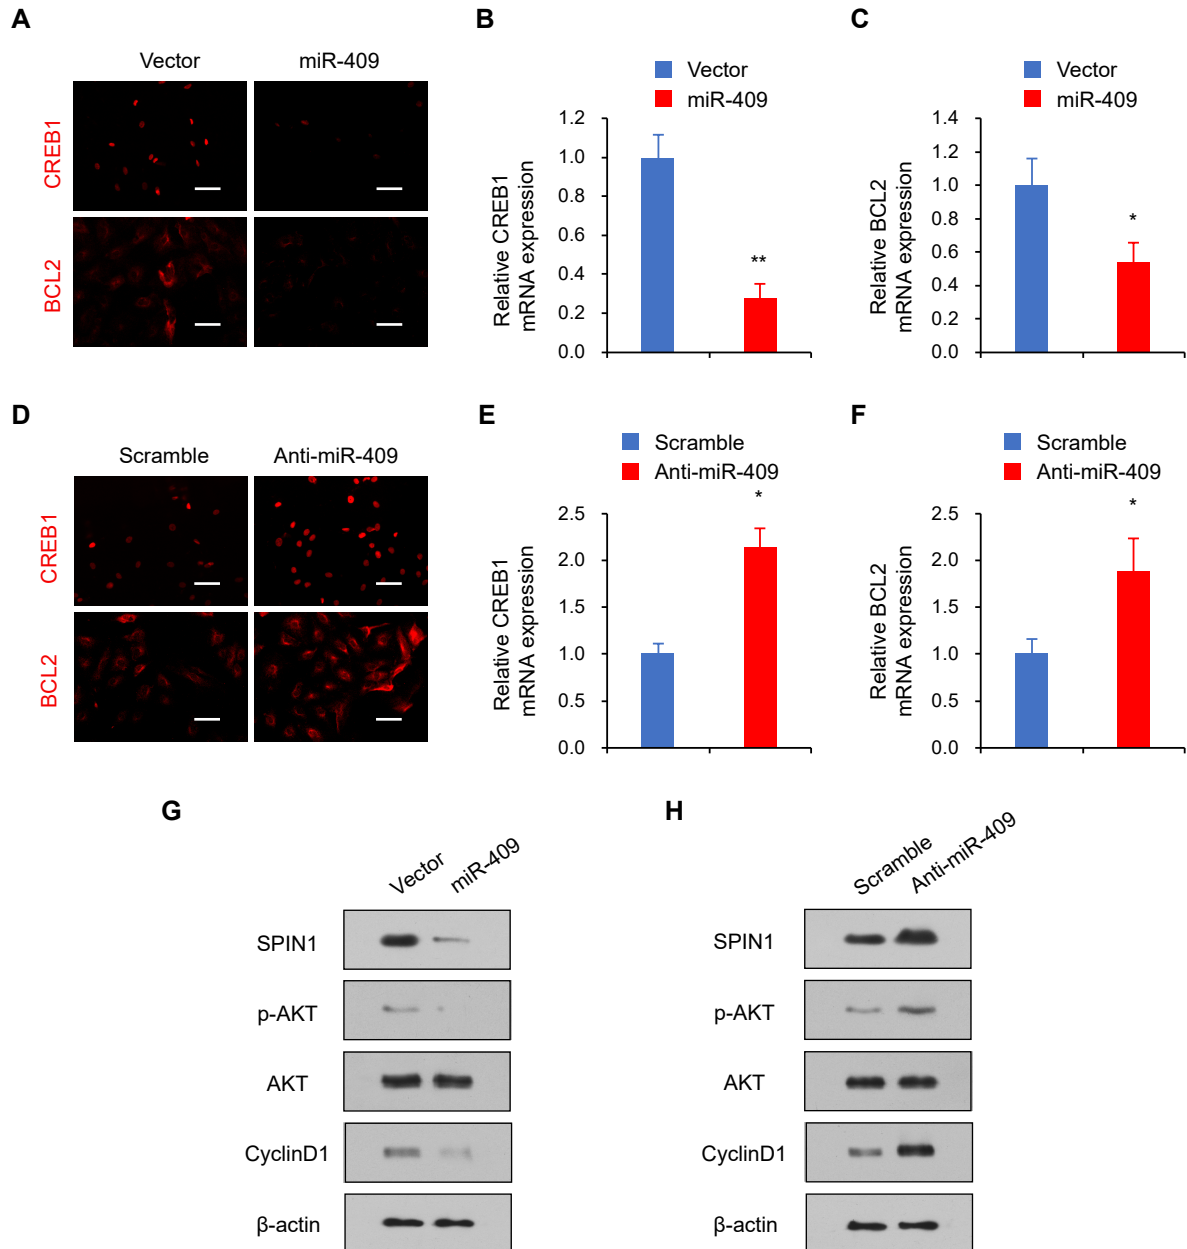 A
Vector
miR-409
CREB1
BCL2
B
Vector
miR-409
Relative CREB1
mRNA expression
1.2
1.0
0.8
0.6
0.4
0.2
0.0
**
C
Vector
miR-409
Relative BCL2
mRNA expression
1.4
1.2
1.0
0.8
0.6
0.4
0.2
0.0
*
D
Scramble
Anti-miR-409
CREB1
BCL2
E
Scramble
Anti-miR-409
Relative CREB1
mRNA expression
2.5
2.0
1.5
1.0
0.5
0.0
*
F
Scramble
Anti-miR-409
Relative BCL2
mRNA expression
2.5
2.0
1.5
1.0
0.5
0.0
*
G
Vector
miR-409
SPIN1
p-AKT
AKT
CyclinD1
β-actin
H
Scramble
Anti-miR-409
SPIN1
p-AKT
AKT
CyclinD1
β-actin